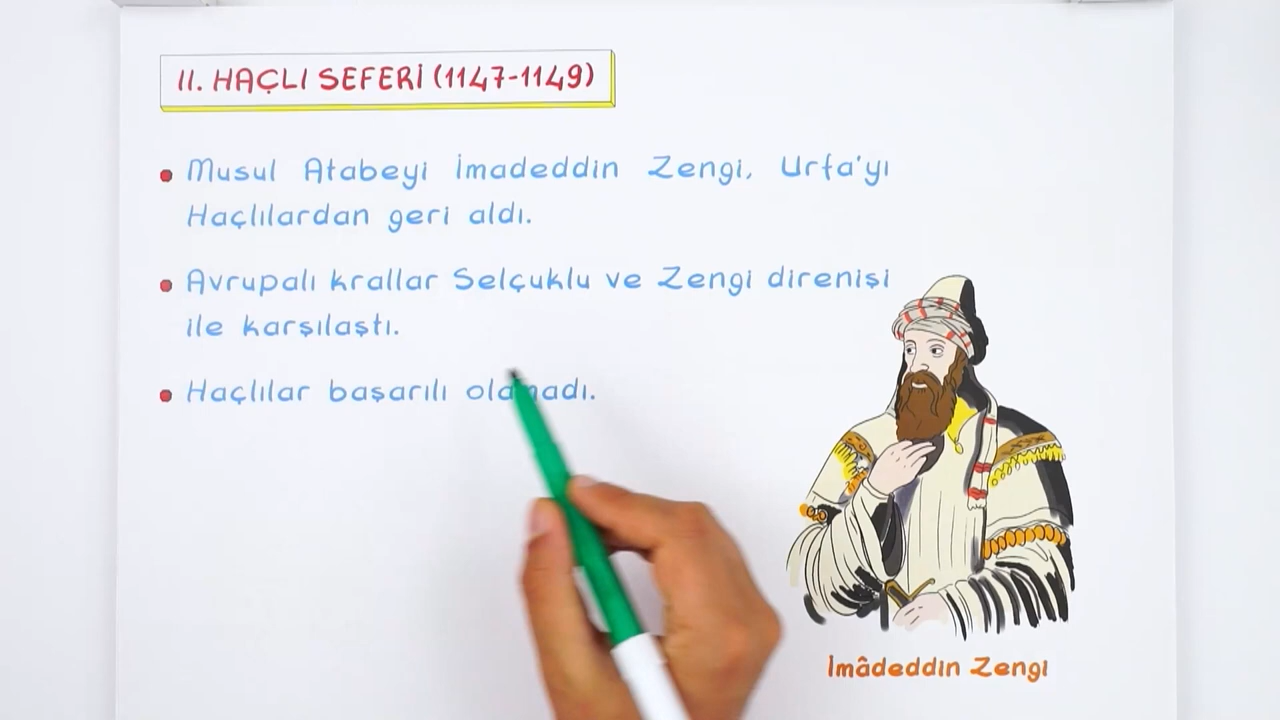 II. HAÇLI SEFERİ (1147-1149)
Musul Atabeyi İmadeddin Zengi, Urfa'yı
Haçlılardan geri aldı.
Avrupalı krallar Selçuklu ve Zengi direnişi
ile karşılaştı.
Haçlılar başarılı olamadı.
İmâdeddin Zengi